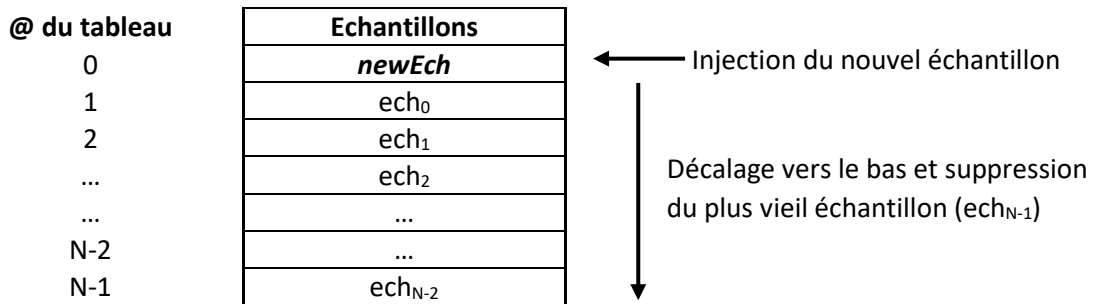 @ du tableau Echantillons
0 newEch Injection du nouvel échantillon
1 ech₀
2 ech₁
... ech₂ Décalage vers le bas et suppression
... ... du plus vieil échantillon (echN-1)
N-2 ...
N-1 echN-2